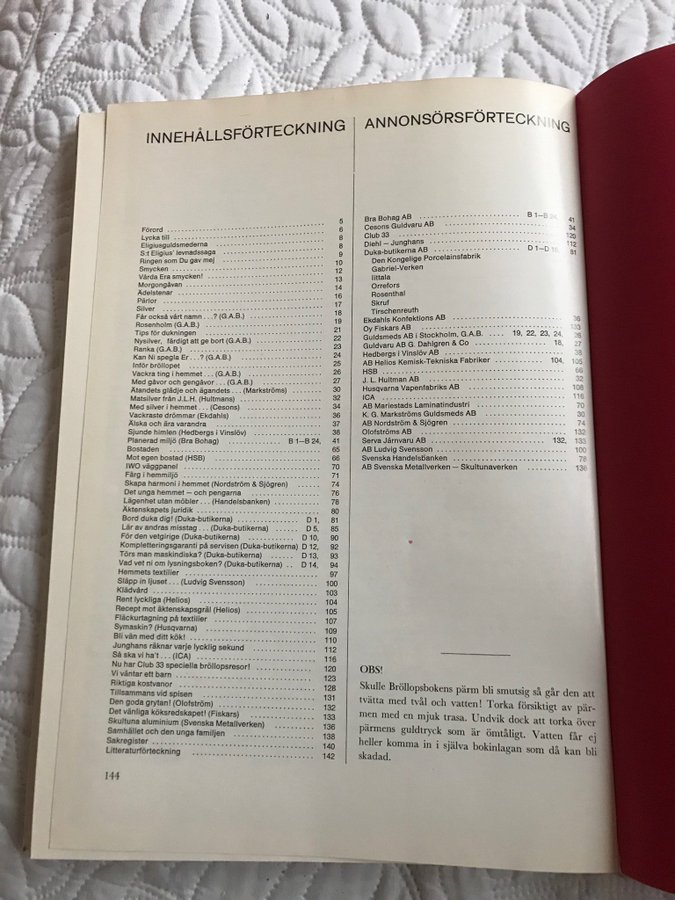 INNEHÅLLSFÖRTECKNING
Förord 5
Lycka till 6
Eligiusguldsmederna 8
S:t Eligius' levnadssaga 8
Ringen som Du gav mej 9
Smycken 10
Vårda Era smycken! 12
Morgongåvan 13
Ädelstenar 14
Pärlor 16
Silver 17
Får också vårt namn . . .? (G.A.B.) 18
Rosenholm (G.A.B.) 19
Tips för dukningen 21
Nysilver, färdigt att ge bort (G.A.B.) 22
Ranka (G.A.B.) 23
Kan Ni spegla Er . . .? (G.A.B.) 24
Inför bröllopet 25
Vackra ting i hemmet . . . (G.A.B.) 26
Med gåvor och gengåvor . . . (G.A.B.) 27
Ätandets glädje och ägandets . . . (Markströms) 30
Matsilver från J.L.H. (Hultmans) 32
Med silver i hemmet . . . (Cesons) 34
Vackraste drömmar (Ekdahls) 36
Älska och ära varandra 37
Sjunde himlen (Hedbergs i Vinslöv) 38
Planerad miljö (Bra Bohag) B 1—B 24, 41
Bostaden 65
Mot egen bostad (HSB) 66
IWO väggpanel 70
Färg i hemmiljö 71
Skapa harmoni i hemmet (Nordström & Sjögren) 74
Det unga hemmet — och pengarna 76
Lägenhet utan möbler . . . (Handelsbanken) 78
Äktenskapets juridik 80
Bord duka dig! (Duka-butikerna) D 1, 81
Lär av andras misstag . . . (Duka-butikerna) D 5, 85
För den vetgirige (Duka-butikerna) D 10, 90
Kompletteringsgaranti på servisen (Duka-butikerna) D 12, 92
Törs man maskindiska? (Duka-butikerna) D 13, 93
Vad vet ni om lysningsboken? (Duka-butikerna) D 14, 94
Hemmets textilier 97
Släpp in ljuset . . . (Ludvig Svensson) 100
Klädvård 103
Rent lyckliga (Helios) 104
Recept mot äktenskapsgräl (Helios) 105
Fläckurtagning på textilier 107
Symaskin? (Husqvarna) 109
Bli vän med ditt kök! 110
Junghans räknar varje lycklig sekund 112
Så ska vi ha't . . . (ICA) 116
Nu har Club 33 speciella bröllopsresor! 120
Vi väntar ett barn 123
Riktiga kostvanor 128
Tillsammans vid spisen 131
Den goda grytan! (Olofström) 132
Det vänliga köksredskapet! (Fiskars) 133
Skultuna aluminium (Svenska Metallverken) 136
Samhället och den unga familjen 138
Sakregister 140
Litteraturförteckning 142
144
ANNONSÖRSFÖRTECKNING
Bra Bohag AB B 1—B 24, 41
Cesons Guldvaru AB 34
Club 33 120
Diehl — Junghans 112
Duka-butikerna AB D 1—D 16, 81
Den Kongelige Porcelainsfabrik
Gabriel-Verken
Iittala
Orrefors
Rosenthal
Skruf
Tirschenreuth
Ekdahls Konfektions AB 36
Oy Fiskars AB 133
Guldsmeds AB i Stockholm, G.A.B. 19, 22, 23, 24, 26
Guldvaru AB G. Dahlgren & Co 18, 27
Hedbergs i Vinslöv AB 38
AB Helios Kemisk-Tekniska Fabriker 104, 105
HSB 66
J. L. Hultman AB 32
Husqvarna Vapenfabriks AB 108
ICA 116
AB Mariestads Laminatindustri 70
K. G. Markströms Guldsmeds AB 30
AB Nordström & Sjögren 74
Olofströms AB 132
Serva Järnvaru AB 132, 133
AB Ludvig Svensson 100
Svenska Handelsbanken 78
AB Svenska Metallverken — Skultunaverken 136
OBS!
Skulle Bröllopsbokens pärm bli smutsig så går den att
tvätta med tvål och vatten! Torka försiktigt av pär-
men med en mjuk trasa. Undvik dock att torka över
pärmens guldtryck som är ömtåligt. Vatten får ej
heller komma in i själva bokinlagan som då kan bli
skadad.